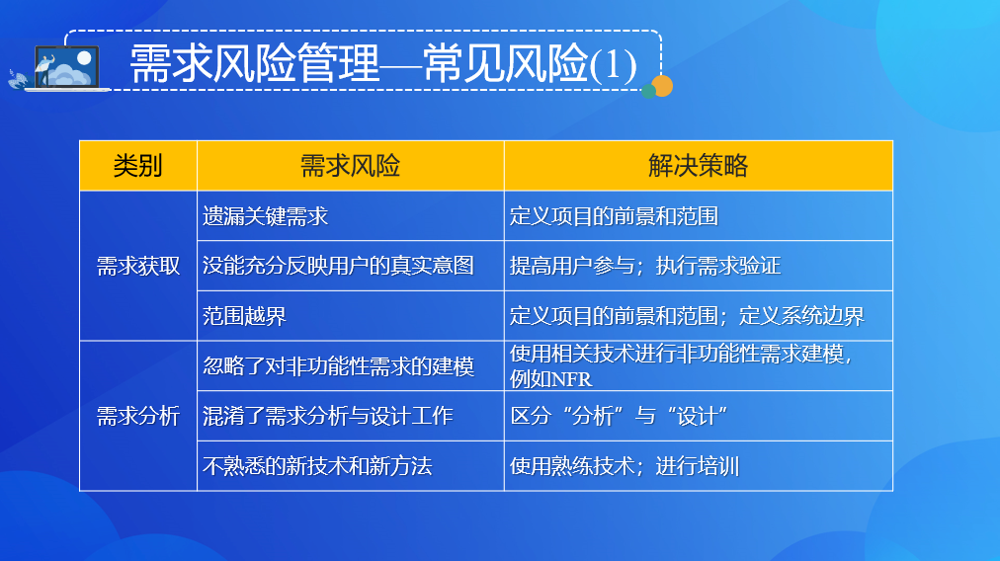 需求风险管理—常见风险(1)
类别 需求风险 解决策略
需求获取
遗漏关键需求 定义项目的前景和范围
没能充分反映用户的真实意图 提高用户参与；执行需求验证
范围越界 定义项目的前景和范围；定义系统边界
需求分析
忽略了对非功能性需求的建模 使用相关技术进行非功能性需求建模，
例如NFR
混淆了需求分析与设计工作 区分“分析”与“设计”
不熟悉的新技术和新方法 使用熟练技术；进行培训